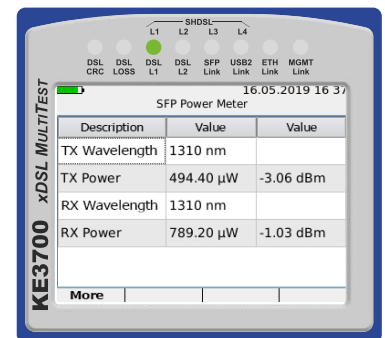 SHDSL
L1 L2 L3 L4
DSL CRC DSL LOSS DSL L1 DSL L2 SFP Link USB2 Link ETH Link MGMT Link
KE3700 xDSL MULTITEST
16.05.2019 16 37
SFP Power Meter
Description Value Value
TX Wavelength 1310 nm
TX Power 494.40 µW -3.06 dBm
RX Wavelength 1310 nm
RX Power 789.20 µW -1.03 dBm
More